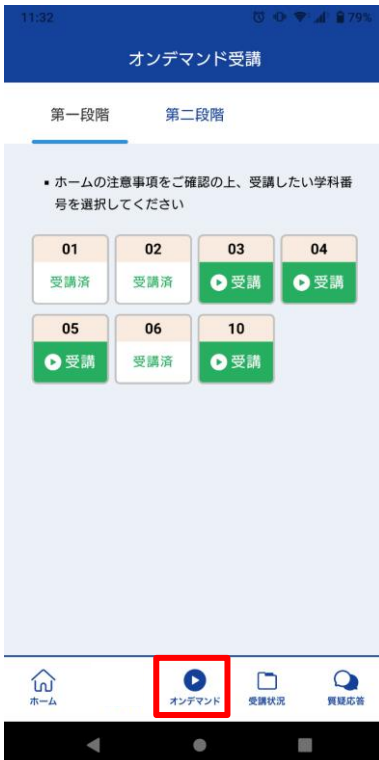 11:32
79%
オンデマンド受講
第一段階
第二段階
▪ ホームの注意事項をご確認の上、受講したい学科番
号を選択してください
01 02 03 04
受講済 受講済 受講 受講
05 06 10
受講 受講済 受講
ホーム オンデマンド 受講状況 質疑応答